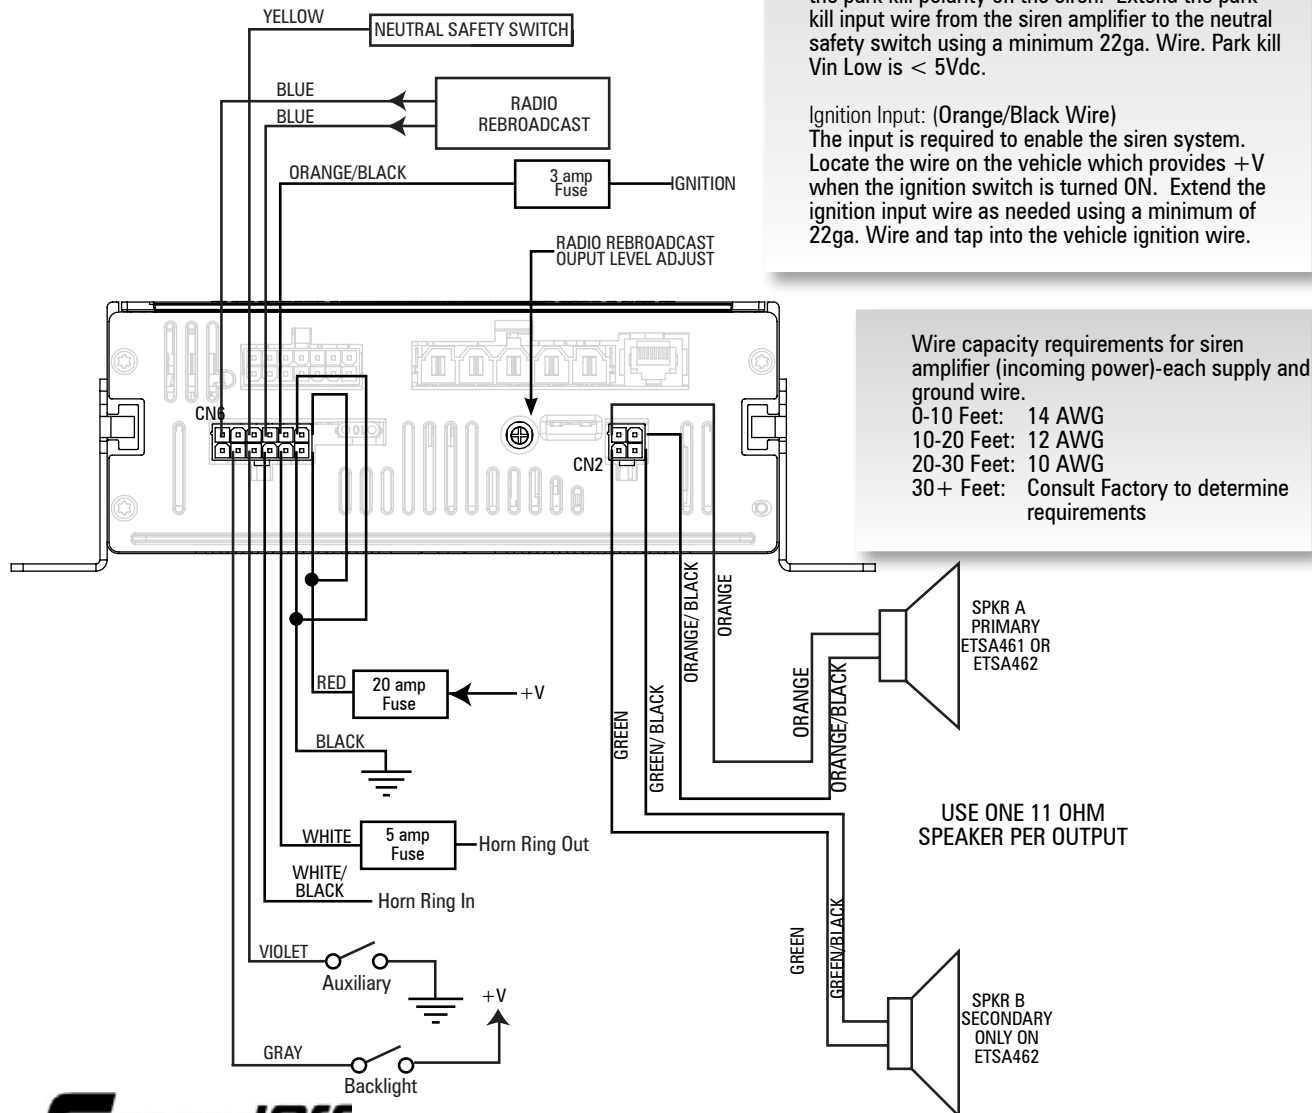 the park kill polarity on the siren. Extend the park
kill input wire from the siren amplifier to the neutral
safety switch using a minimum 22ga. Wire. Park kill
Vin Low is < 5Vdc.
Ignition Input: (Orange/Black Wire)
The input is required to enable the siren system.
Locate the wire on the vehicle which provides +V
when the ignition switch is turned ON. Extend the
ignition input wire as needed using a minimum of
22ga. Wire and tap into the vehicle ignition wire.
YELLOW
NEUTRAL SAFETY SWITCH
BLUE
BLUE
RADIO
REBROADCAST
ORANGE/BLACK
3 amp
Fuse
IGNITION
RADIO REBROADCAST
OUPUT LEVEL ADJUST
Wire capacity requirements for siren
amplifier (incoming power)-each supply and
ground wire.
0-10 Feet: 14 AWG
10-20 Feet: 12 AWG
20-30 Feet: 10 AWG
30+ Feet: Consult Factory to determine
requirements
CN6
CN2
ORANGE/ BLACK
ORANGE
GREEN
GREEN/ BLACK
ORANGE
ORANGE/BLACK
SPKR A
PRIMARY
ETSA461 OR
ETSA462
RED
20 amp
Fuse
+V
BLACK
WHITE
5 amp
Fuse
Horn Ring Out
WHITE/
BLACK
Horn Ring In
USE ONE 11 OHM
SPEAKER PER OUTPUT
VIOLET
Auxiliary
+V
GRAY
Backlight
GREEN
GREEN/BLACK
SPKR B
SECONDARY
ONLY ON
ETSA462